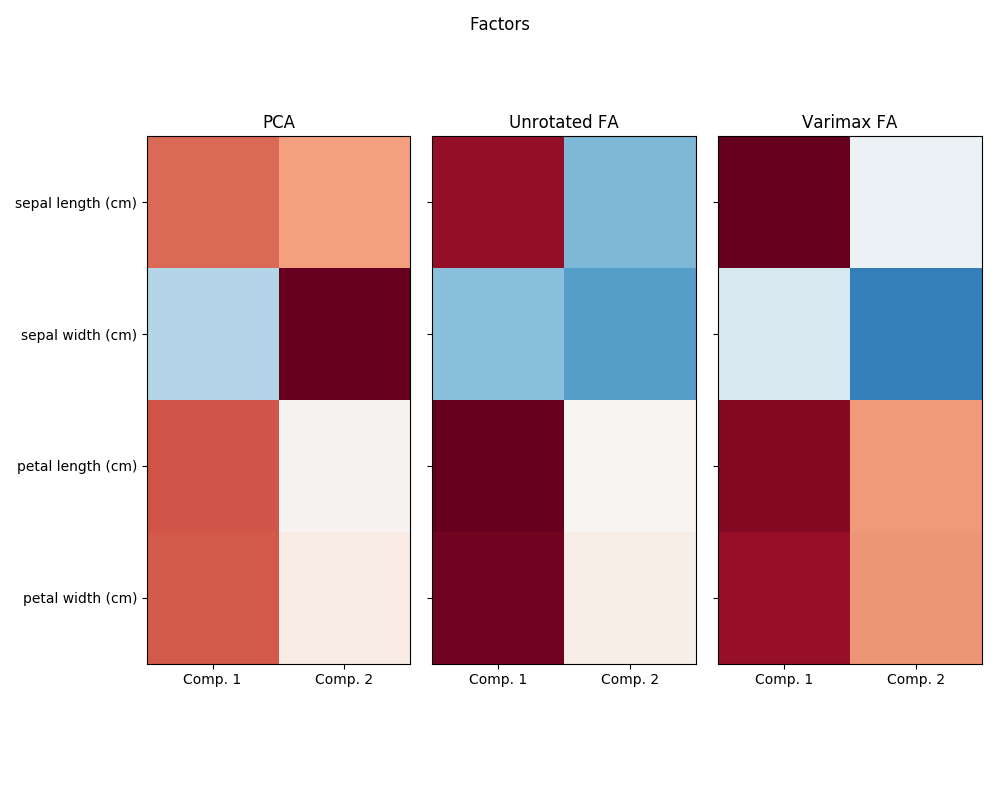 Factors
PCA
Unrotated FA
Varimax FA
sepal length (cm)
sepal width (cm)
petal length (cm)
petal width (cm)
Comp. 1
Comp. 2
Comp. 1
Comp. 2
Comp. 1
Comp. 2